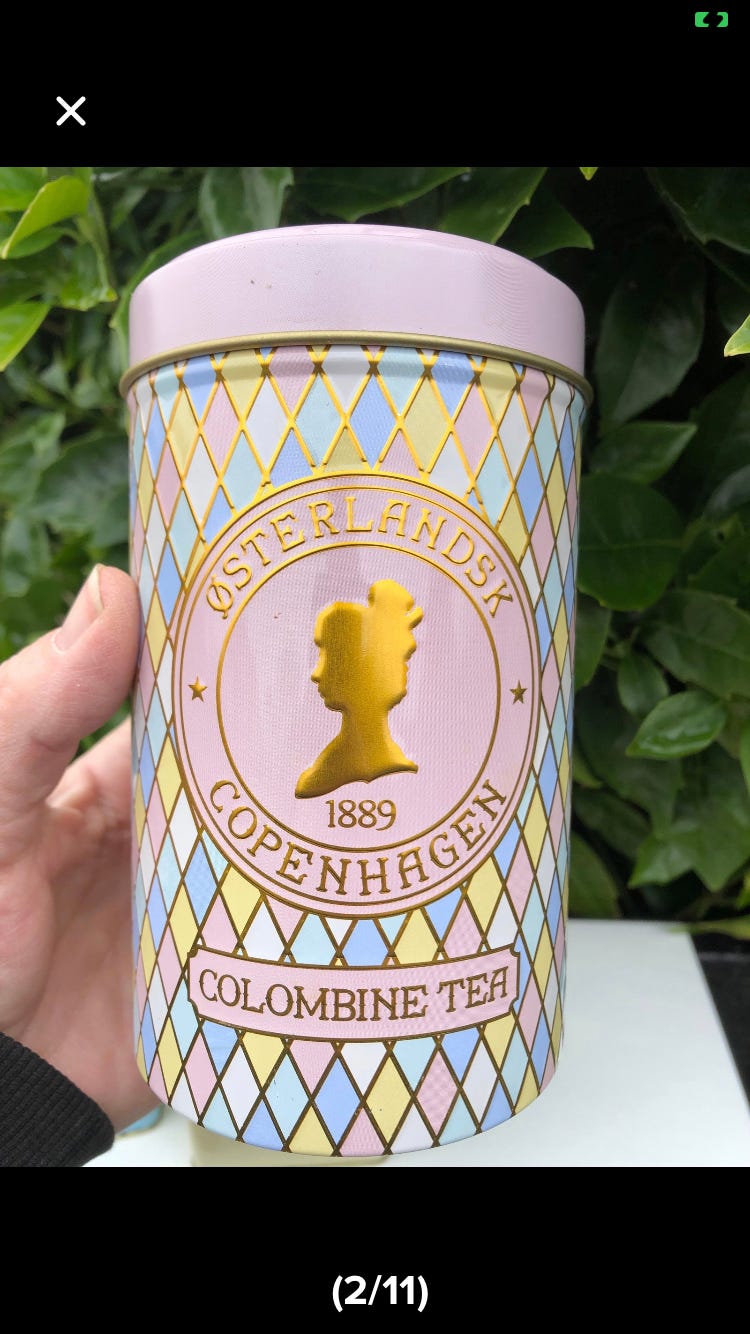 ØSTERLANDSK
1889
COPENHAGEN
COLOMBINE TEA
(2/11)